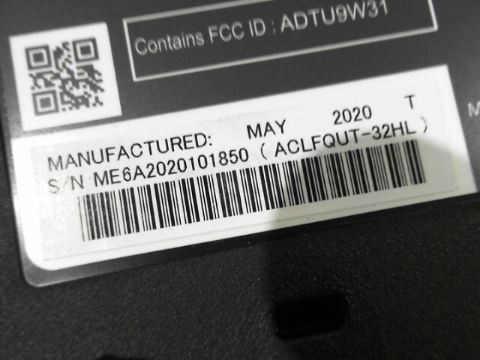 Contains FCC ID : ADTU9W31
MANUFACTURED: MAY 2020 T
S/N ME6A2020101850 ( ACLFQUT-32HL )
M